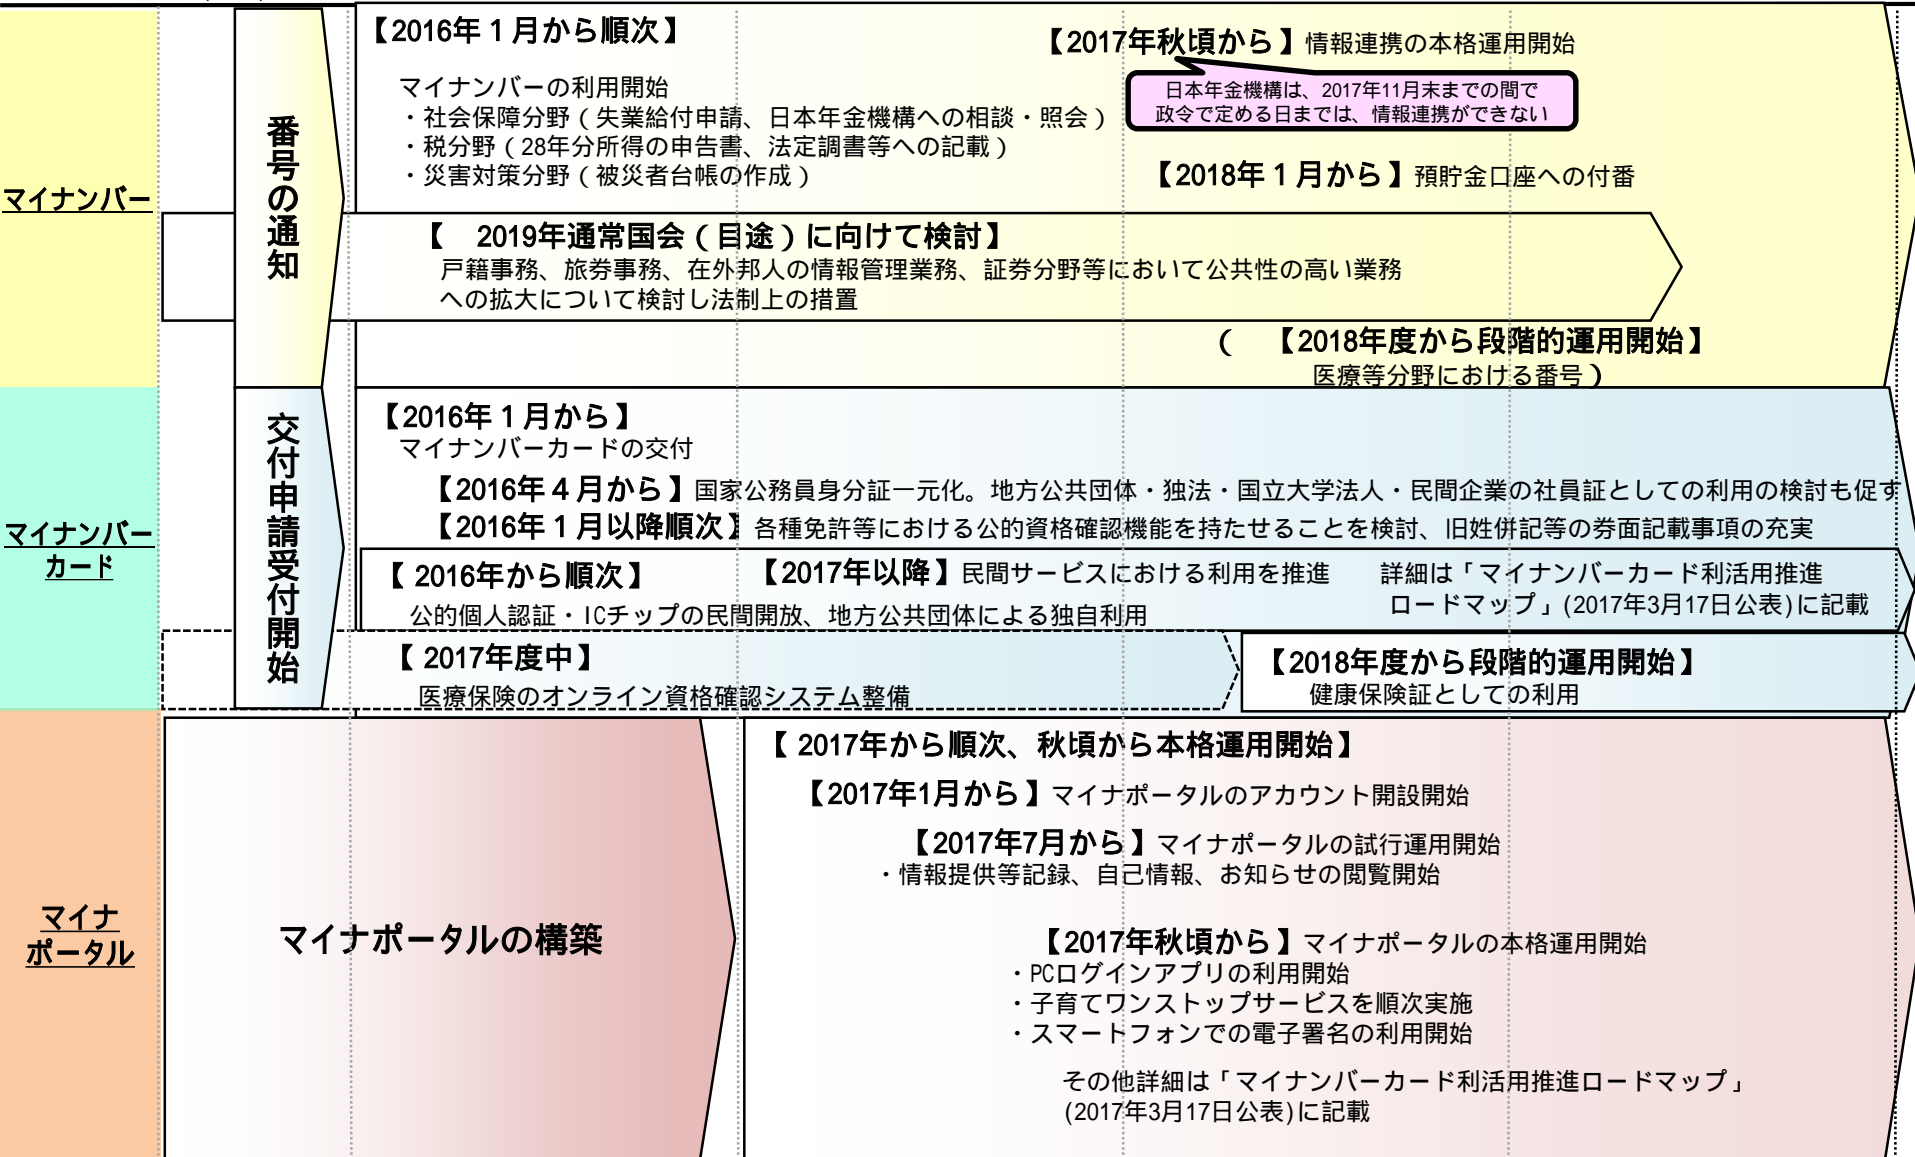 マイナンバー
番号の通知
【2016年１月から順次】
マイナンバーの利用開始
・社会保障分野（失業給付申請、日本年金機構への相談・照会）
・税分野（28年分所得の申告書、法定調書等への記載）
・災害対策分野（被災者台帳の作成）
【2017年秋頃から】情報連携の本格運用開始
日本年金機構は、2017年11月末までの間で
政令で定める日までは、情報連携ができない
【2018年１月から】預貯金口座への付番
【　2019年通常国会（目途）に向けて検討】
戸籍事務、旅券事務、在外邦人の情報管理業務、証券分野等において公共性の高い業務
への拡大について検討し法制上の措置
（　【2018年度から段階的運用開始】
医療等分野における番号）
マイナンバー
カード
交付申請受付開始
【2016年１月から】
マイナンバーカードの交付
【2016年４月から】国家公務員身分証一元化。地方公共団体・独法・国立大学法人・民間企業の社員証としての利用の検討も促す
【2016年１月以降順次】各種免許等における公的資格確認機能を持たせることを検討、旧姓併記等の券面記載事項の充実
【2016年から順次】
公的個人認証・ICチップの民間開放、地方公共団体による独自利用
【2017年以降】民間サービスにおける利用を推進
詳細は「マイナンバーカード利活用推進
ロードマップ」(2017年3月17日公表)に記載
【2017年度中】
医療保険のオンライン資格確認システム整備
【2018年度から段階的運用開始】
健康保険証としての利用
マイナ
ポータル
マイナポータルの構築
【2017年から順次、秋頃から本格運用開始】
【2017年1月から】マイナポータルのアカウント開設開始
【2017年7月から】マイナポータルの試行運用開始
・情報提供等記録、自己情報、お知らせの閲覧開始
【2017年秋頃から】マイナポータルの本格運用開始
・PCログインアプリの利用開始
・子育てワンストップサービスを順次実施
・スマートフォンでの電子署名の利用開始
その他詳細は「マイナンバーカード利活用推進ロードマップ」
(2017年3月17日公表)に記載